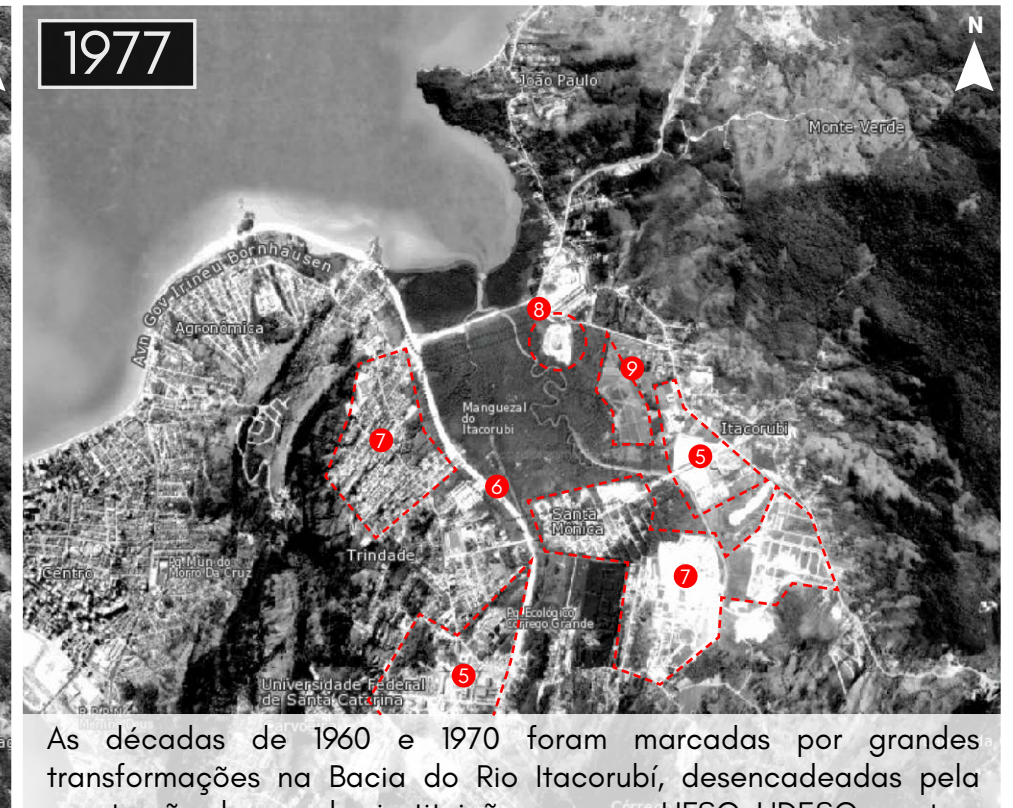 1977
N
João Paulo
Monte Verde
Avn Gov Irineu Bornhausen
Agronômica
8
9
Manguezal
do
Itacorubi
7
Itacorubi
5
6
Santa
Mônica
Trindade
Pq. Mun do
Morro Da Cruz
Centro
7
Pq. Ecológico
Córrego Grande
5
Universidade Federal
de Santa Catarina
As décadas de 1960 e 1970 foram marcadas por grandes
transformações na Bacia do Rio Itacorubí, desencadeadas pela